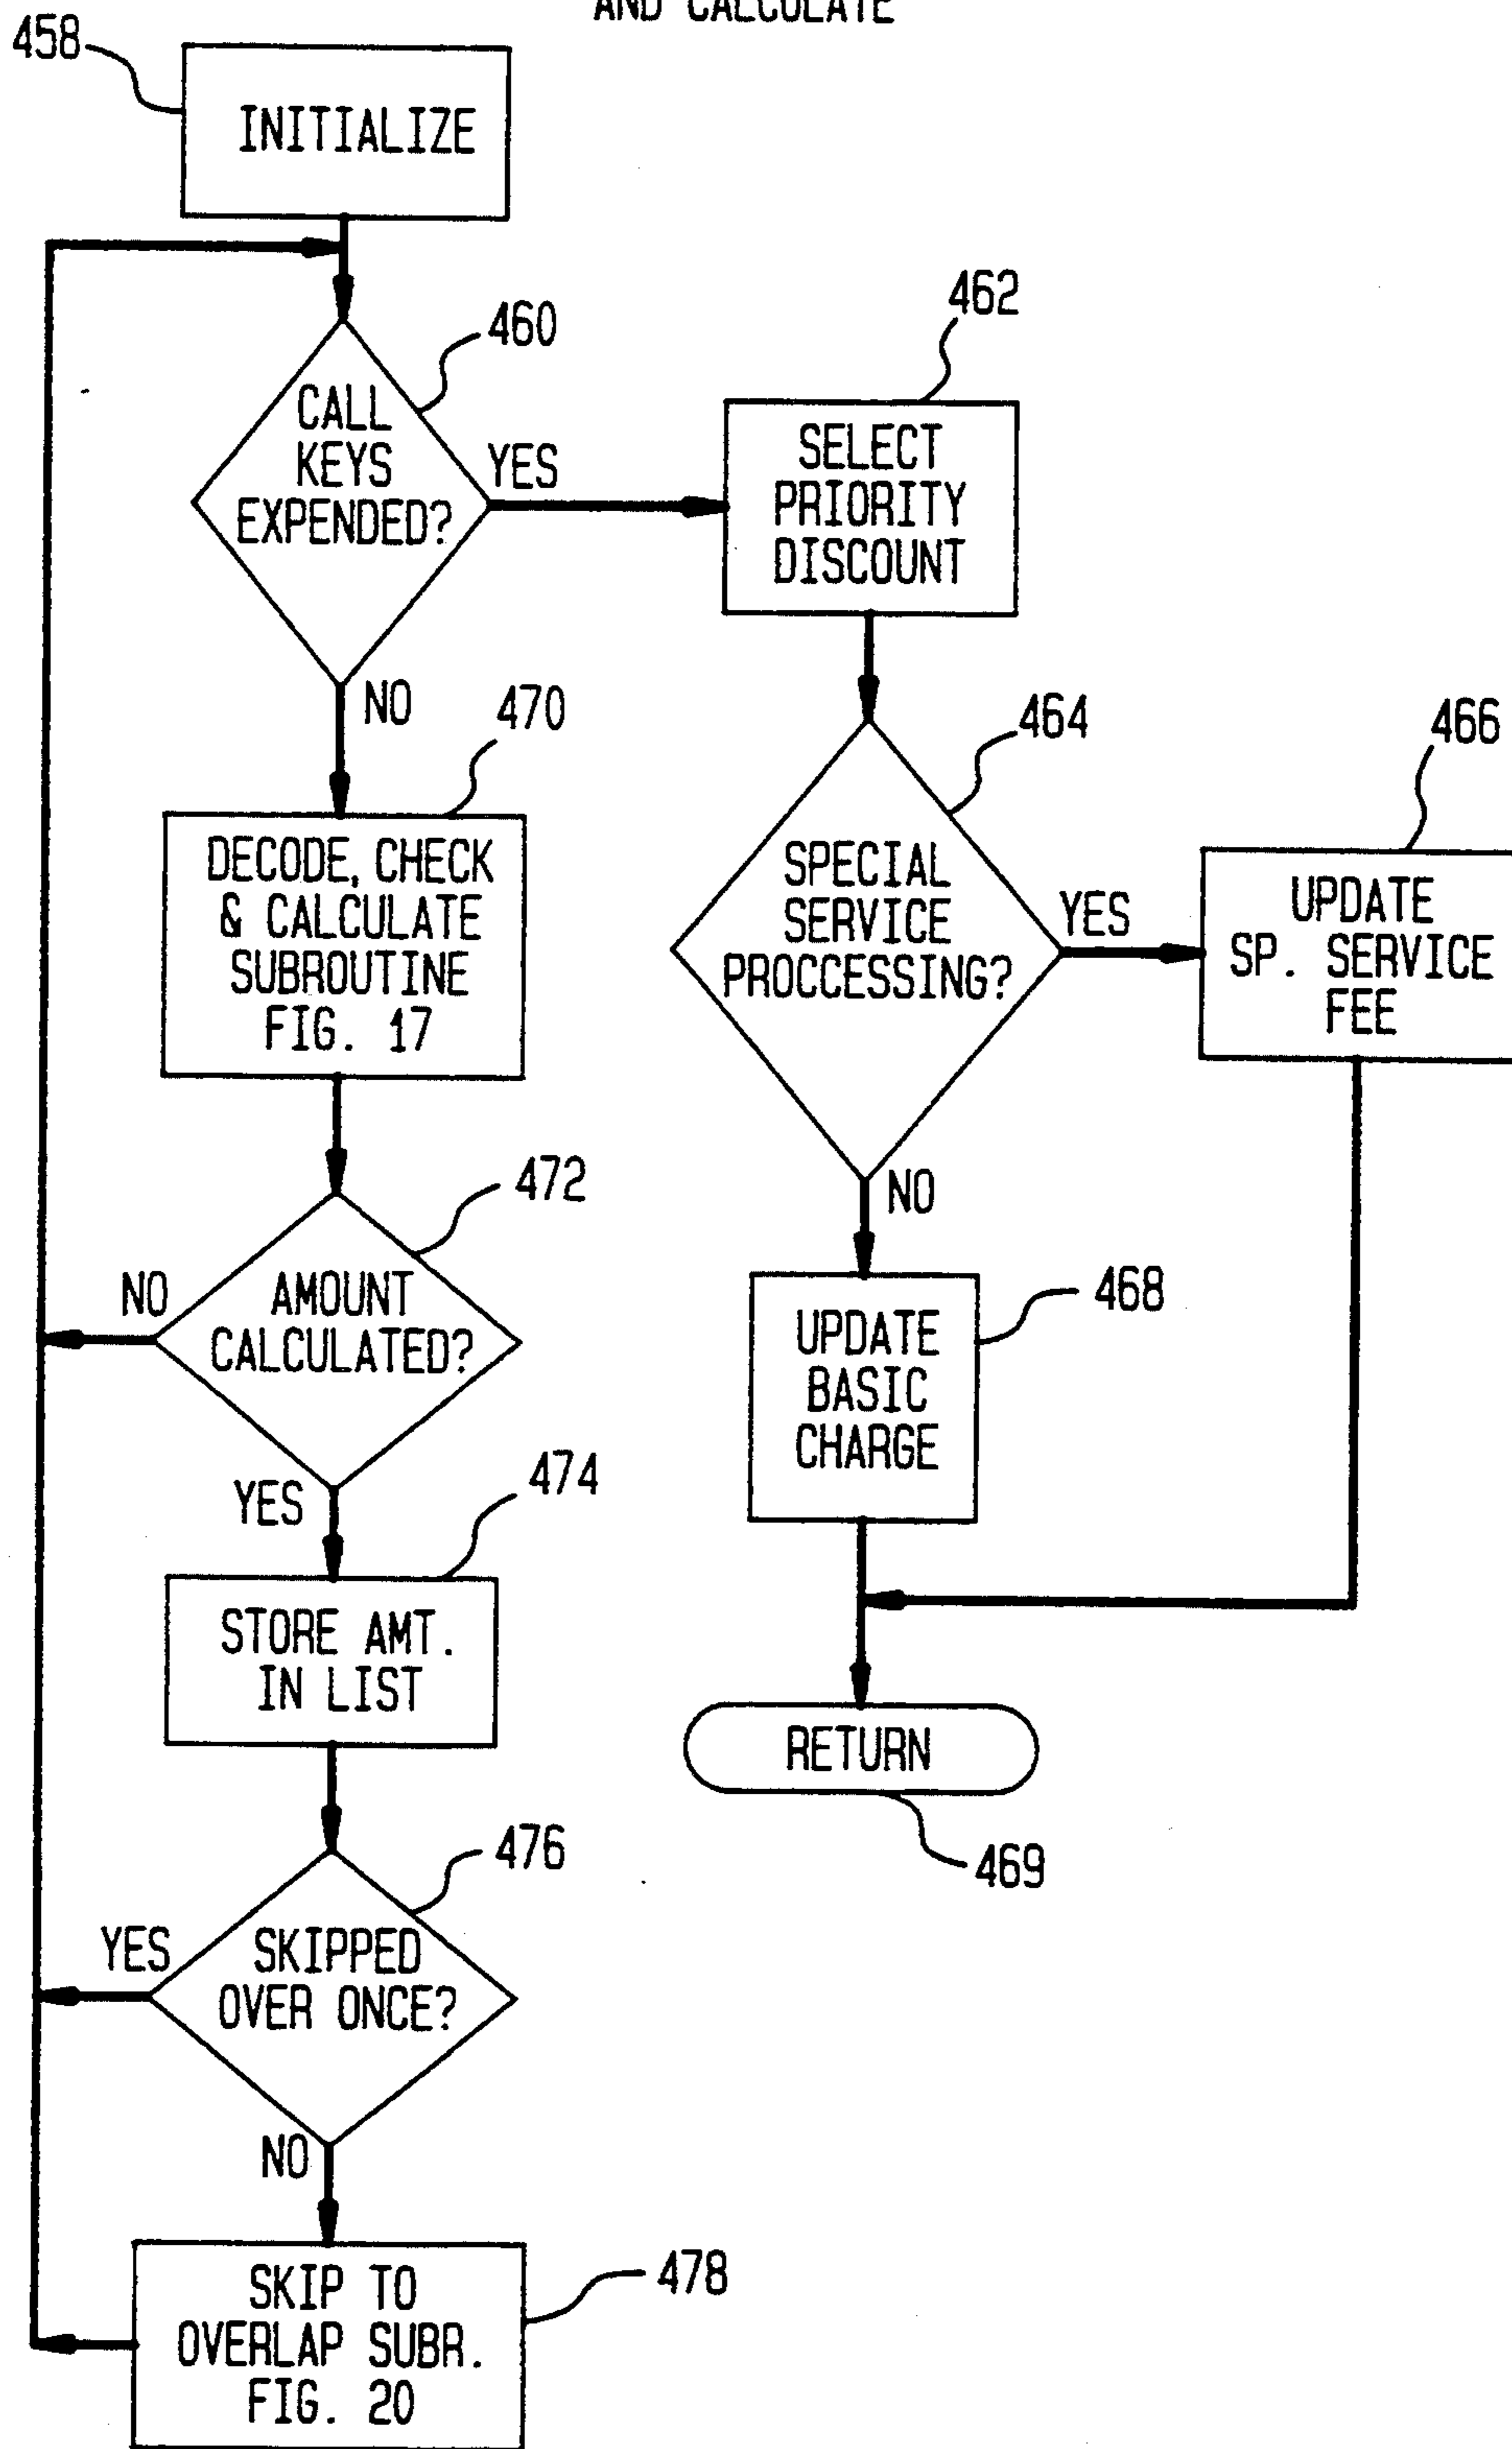 AND CALCULATE
458
INITIALIZE
460
CALL
KEYS
EXPENDED?
YES
NO
462
SELECT
PRIORITY
DISCOUNT
464
SPECIAL
SERVICE
PROCCESSING?
YES
NO
466
UPDATE
SP. SERVICE
FEE
470
DECODE, CHECK
& CALCULATE
SUBROUTINE
FIG. 17
472
AMOUNT
CALCULATED?
NO
YES
468
UPDATE
BASIC
CHARGE
474
STORE AMT.
IN LIST
RETURN
469
476
SKIPPED
OVER ONCE?
YES
NO
478
SKIP TO
OVERLAP SUBR.
FIG. 20